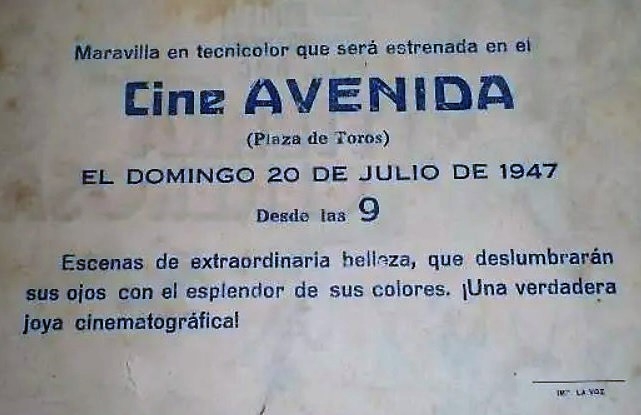 Maravilla en tecnicolor que será estrenada en el
Cine AVENIDA
(Plaza de Toros)
EL DOMINGO 20 DE JULIO DE 1947
Desde las 9
Escenas de extraordinaria belleza, que deslumbrarán
sus ojos con el esplendor de sus colores. ¡Una verdadera
joya cinematográfica!
IMP. LA VOZ